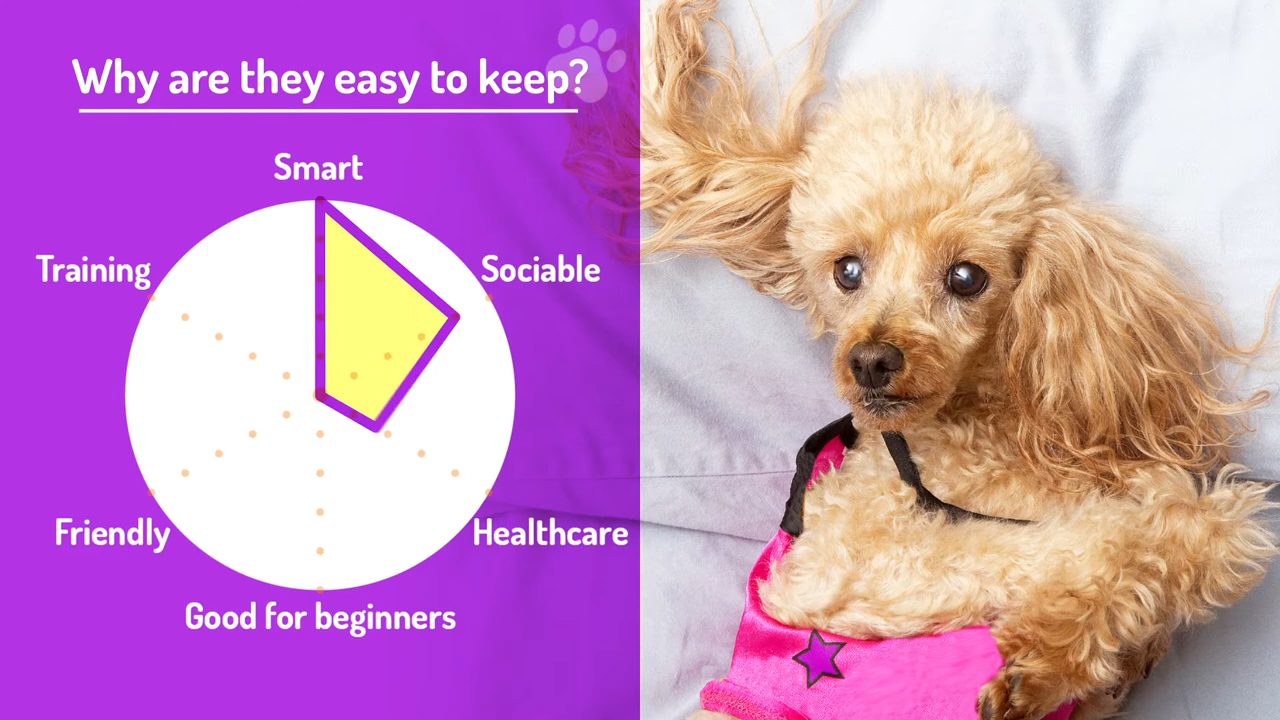 Why are they easy to keep?
Smart
Training
Sociable
Friendly
Healthcare
Good for beginners